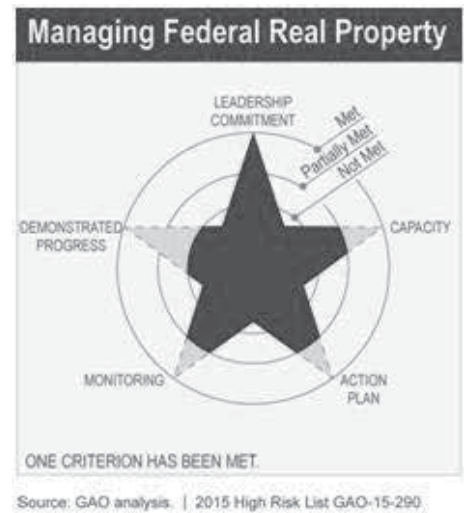 Managing Federal Real Property
LEADERSHIP
COMMITMENT
Met
Partially Met
Not Met
DEMONSTRATED
PROGRESS
CAPACITY
MONITORING
ACTION
PLAN
ONE CRITERION HAS BEEN MET.
Source: GAO analysis. | 2015 High Risk List GAO-15-290